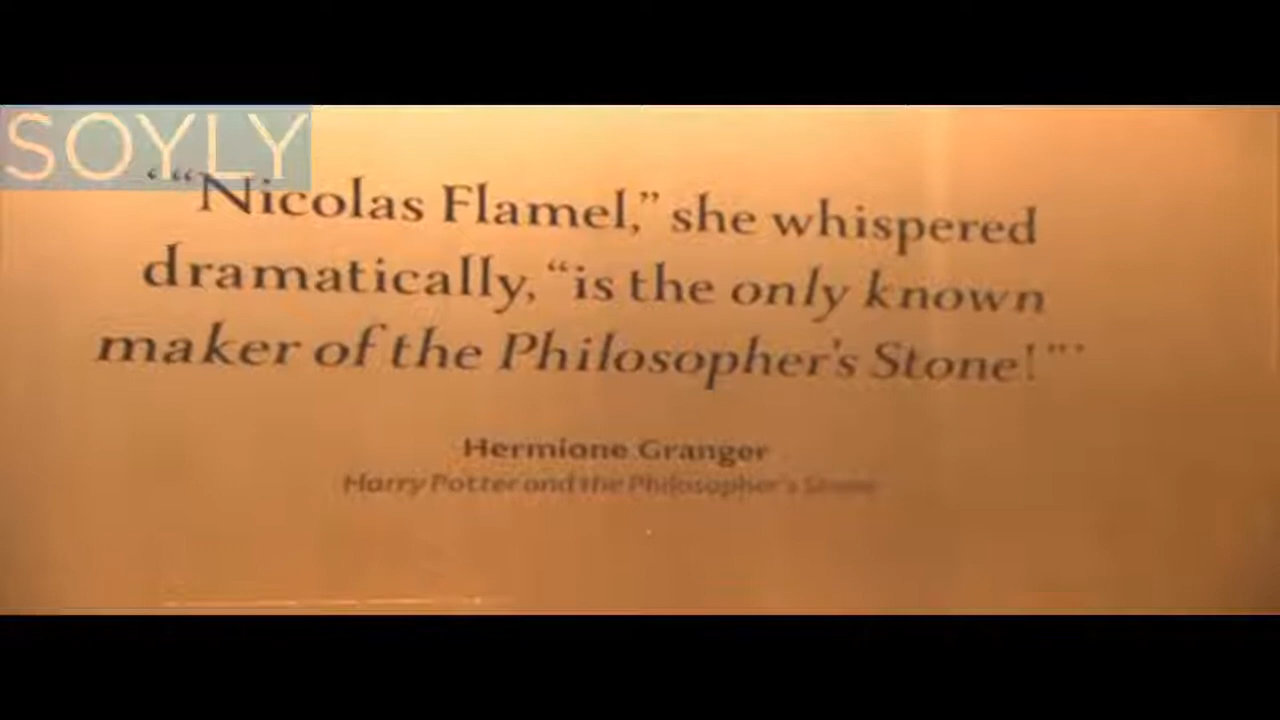 SOYLY
‘“Nicolas Flamel,” she whispered
dramatically, “is the only known
maker of the Philosopher's Stone!”’
Hermione Granger
Harry Potter and the Philosopher's Stone